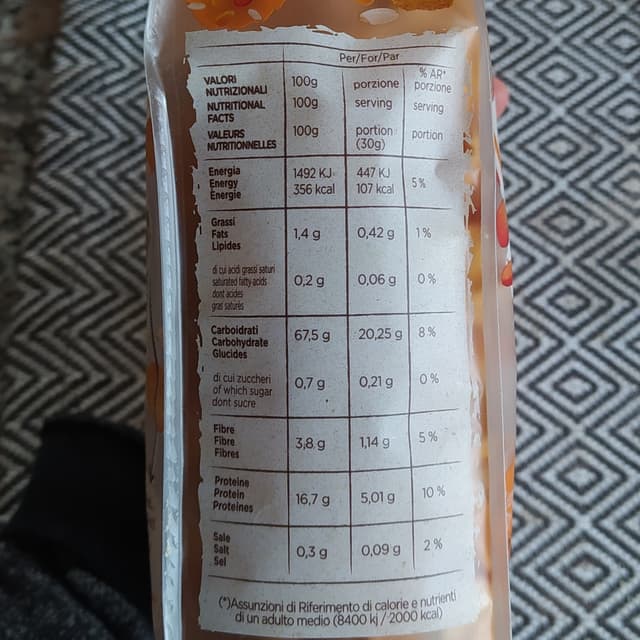 Per/For/Par
VALORI NUTRIZIONALI 100g porzione % AR* porzione
NUTRITIONAL FACTS 100g serving serving
VALEURS NUTRITIONNELLES 100g portion (30g) portion
Energia
Energy
Énergie
1492 KJ 447 KJ
356 kcal 107 kcal 5%
Grassi
Fats
Lipides
1,4 g 0,42 g 1%
di cui acidi grassi saturi
saturated fatty-acids
dont acides
gras saturés
0,2 g 0,06 g 0%
Carboidrati
Carbohydrate
Glucides
67,5 g 20,25 g 8%
di cui zuccheri
of which sugar
dont sucre
0,7 g 0,21 g 0%
Fibre
Fibre
Fibres
3,8 g 1,14 g 5%
Proteine
Protein
Protéines
16,7 g 5,01 g 10%
Sale
Salt
Sel
0,3 g 0,09 g 2%
(*)Assunzioni di Riferimento di calorie e nutrienti
di un adulto medio (8400 kj / 2000 kcal)